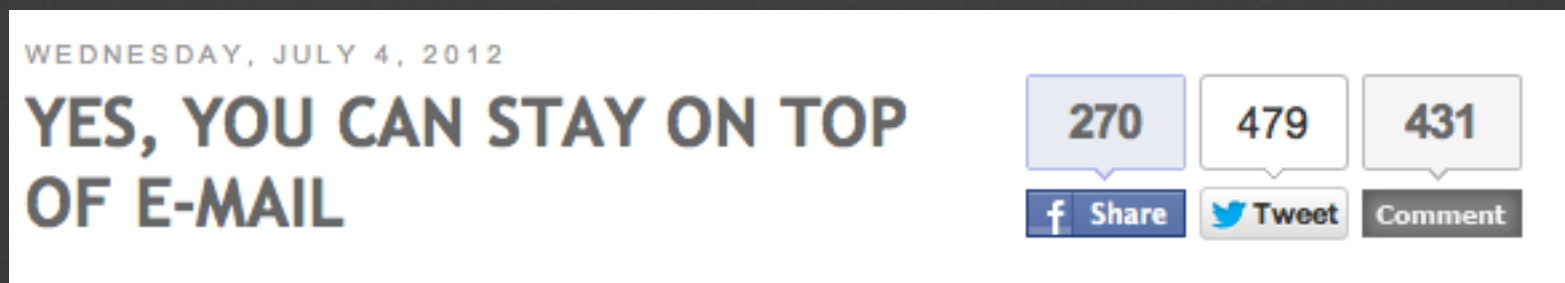 WEDNESDAY, JULY 4, 2012
YES, YOU CAN STAY ON TOP
OF E-MAIL
270 479 431
f Share Tweet Comment